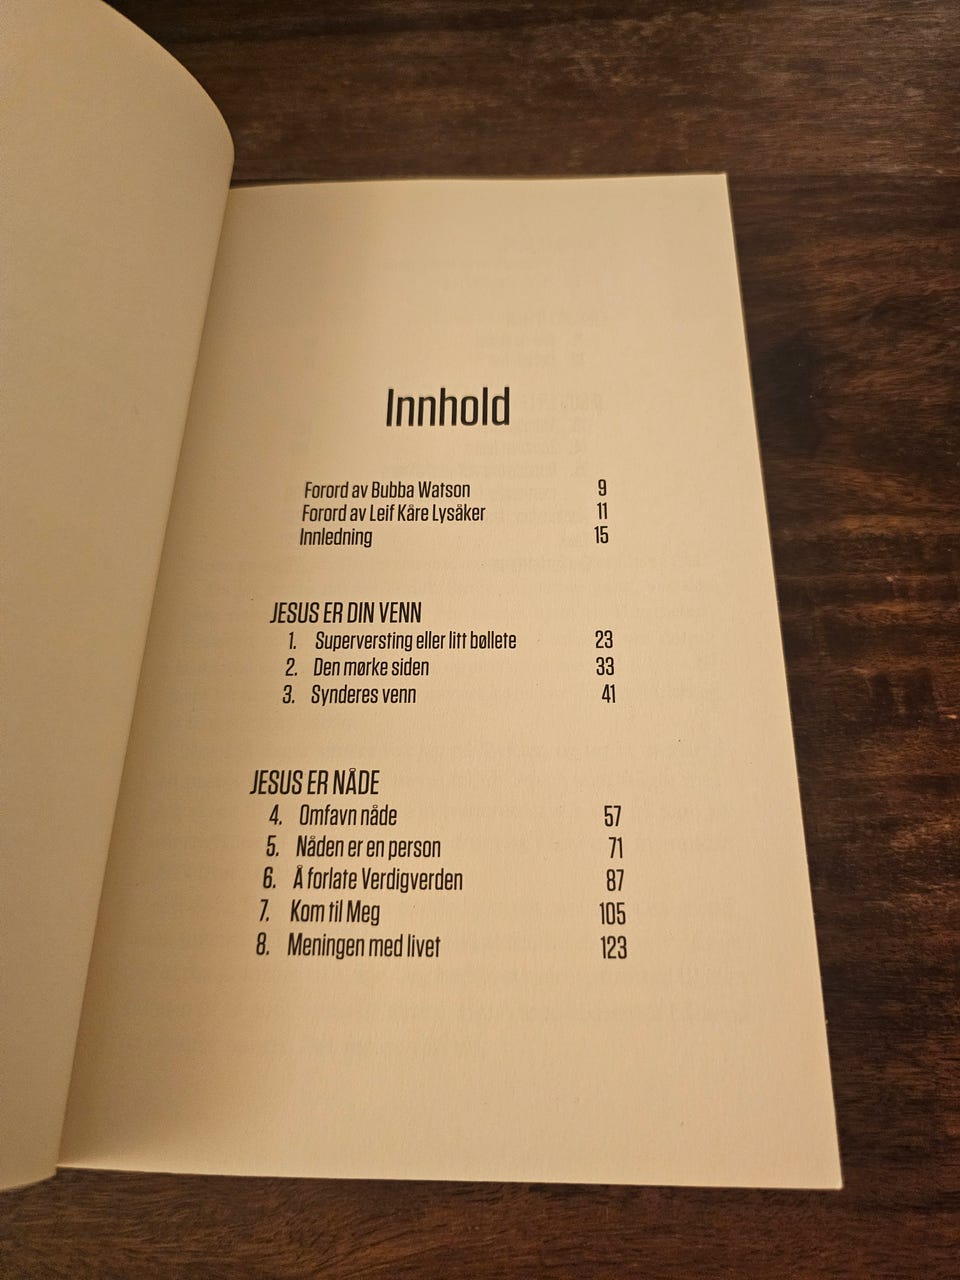 Innhold
Forord av Bubba Watson 9
Forord av Leif Kåre Lysåker 11
Innledning 15
JESUS ER DIN VENN
1. Superversting eller litt bøllete 23
2. Den mørke siden 33
3. Synderes venn 41
JESUS ER NÅDE
4. Omfavn nåde 57
5. Nåden er en person 71
6. Å forlate Verdigverden 87
7. Kom til Meg 105
8. Meningen med livet 123